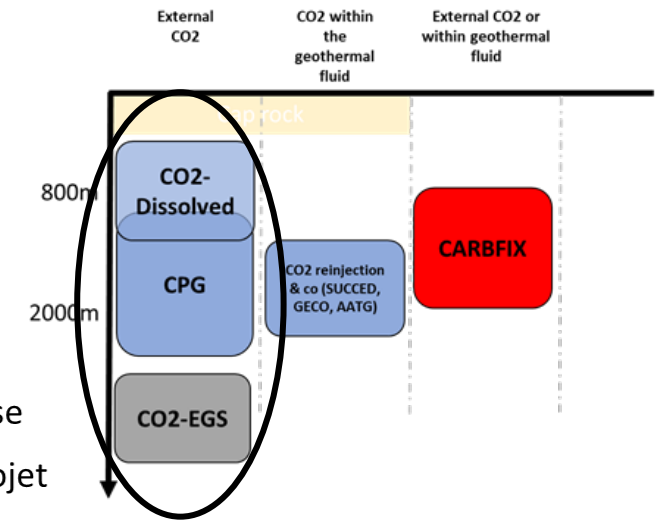 External
CO2
CO2 within
the
geothermal
fluid
External CO2 or
within geothermal
fluid
rock
800m
CO2-
Dissolved
CPG
2000m
CO2 reinjection
& co (SUCCED,
GECO, AATG)
CARBFIX
CO2-EGS
se
ojet